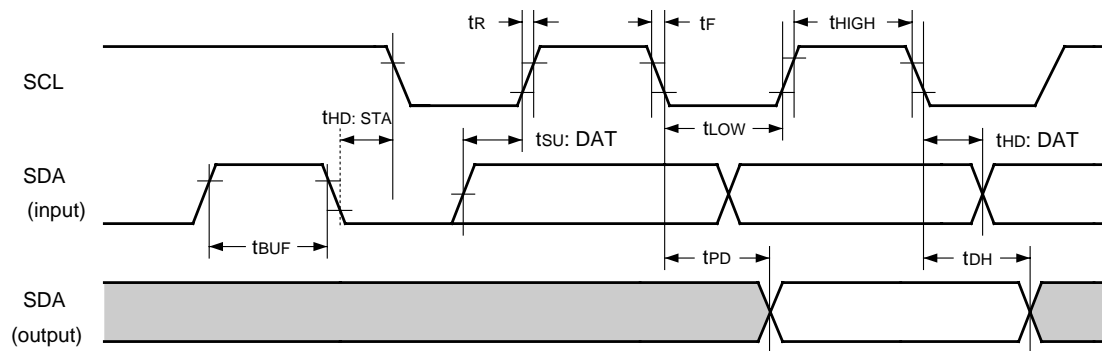 tR
tF
tHIGH
SCL
tHD: STA
tSU: DAT
tLOW
tHD: DAT
SDA
(input)
tBUF
tPD
tDH
SDA
(output)